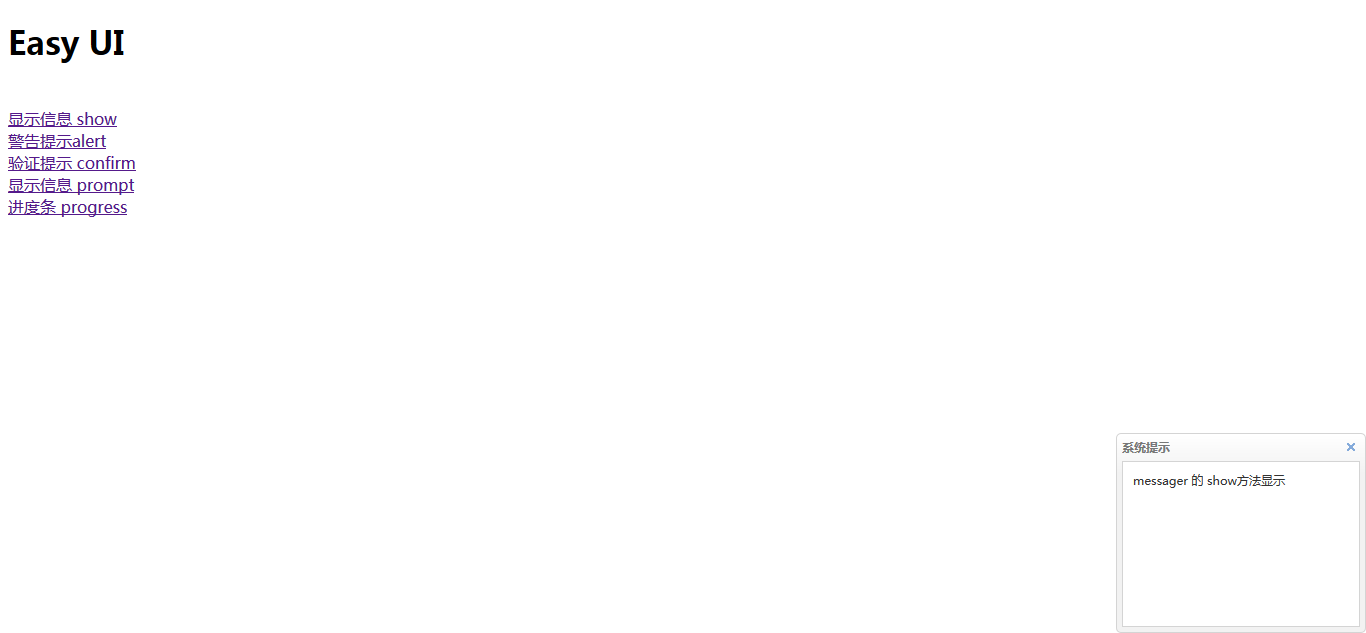 Easy UI
显示信息 show
警告提示alert
验证提示 confirm
显示信息 prompt
进度条 progress
系统提示
messager 的 show方法显示